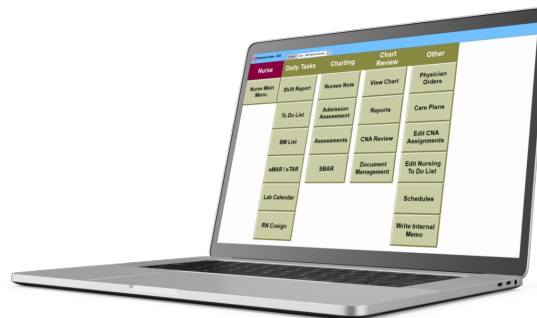 Nurse
Daily Tasks
Charting
Chart
Review
Other
Nurse Main
Menu
Shift Report
To Do List
BM List
eMAR / eTAR
Lab Calendar
RN Cosign
Nurses Note
Admission
Assessment
Assessments
SBAR
View Chart
Reports
CNA Review
Document
Management
Physician
Orders
Care Plans
Edit CNA
Assignments
Edit Nursing
To Do List
Schedules
Write Internal
Memo